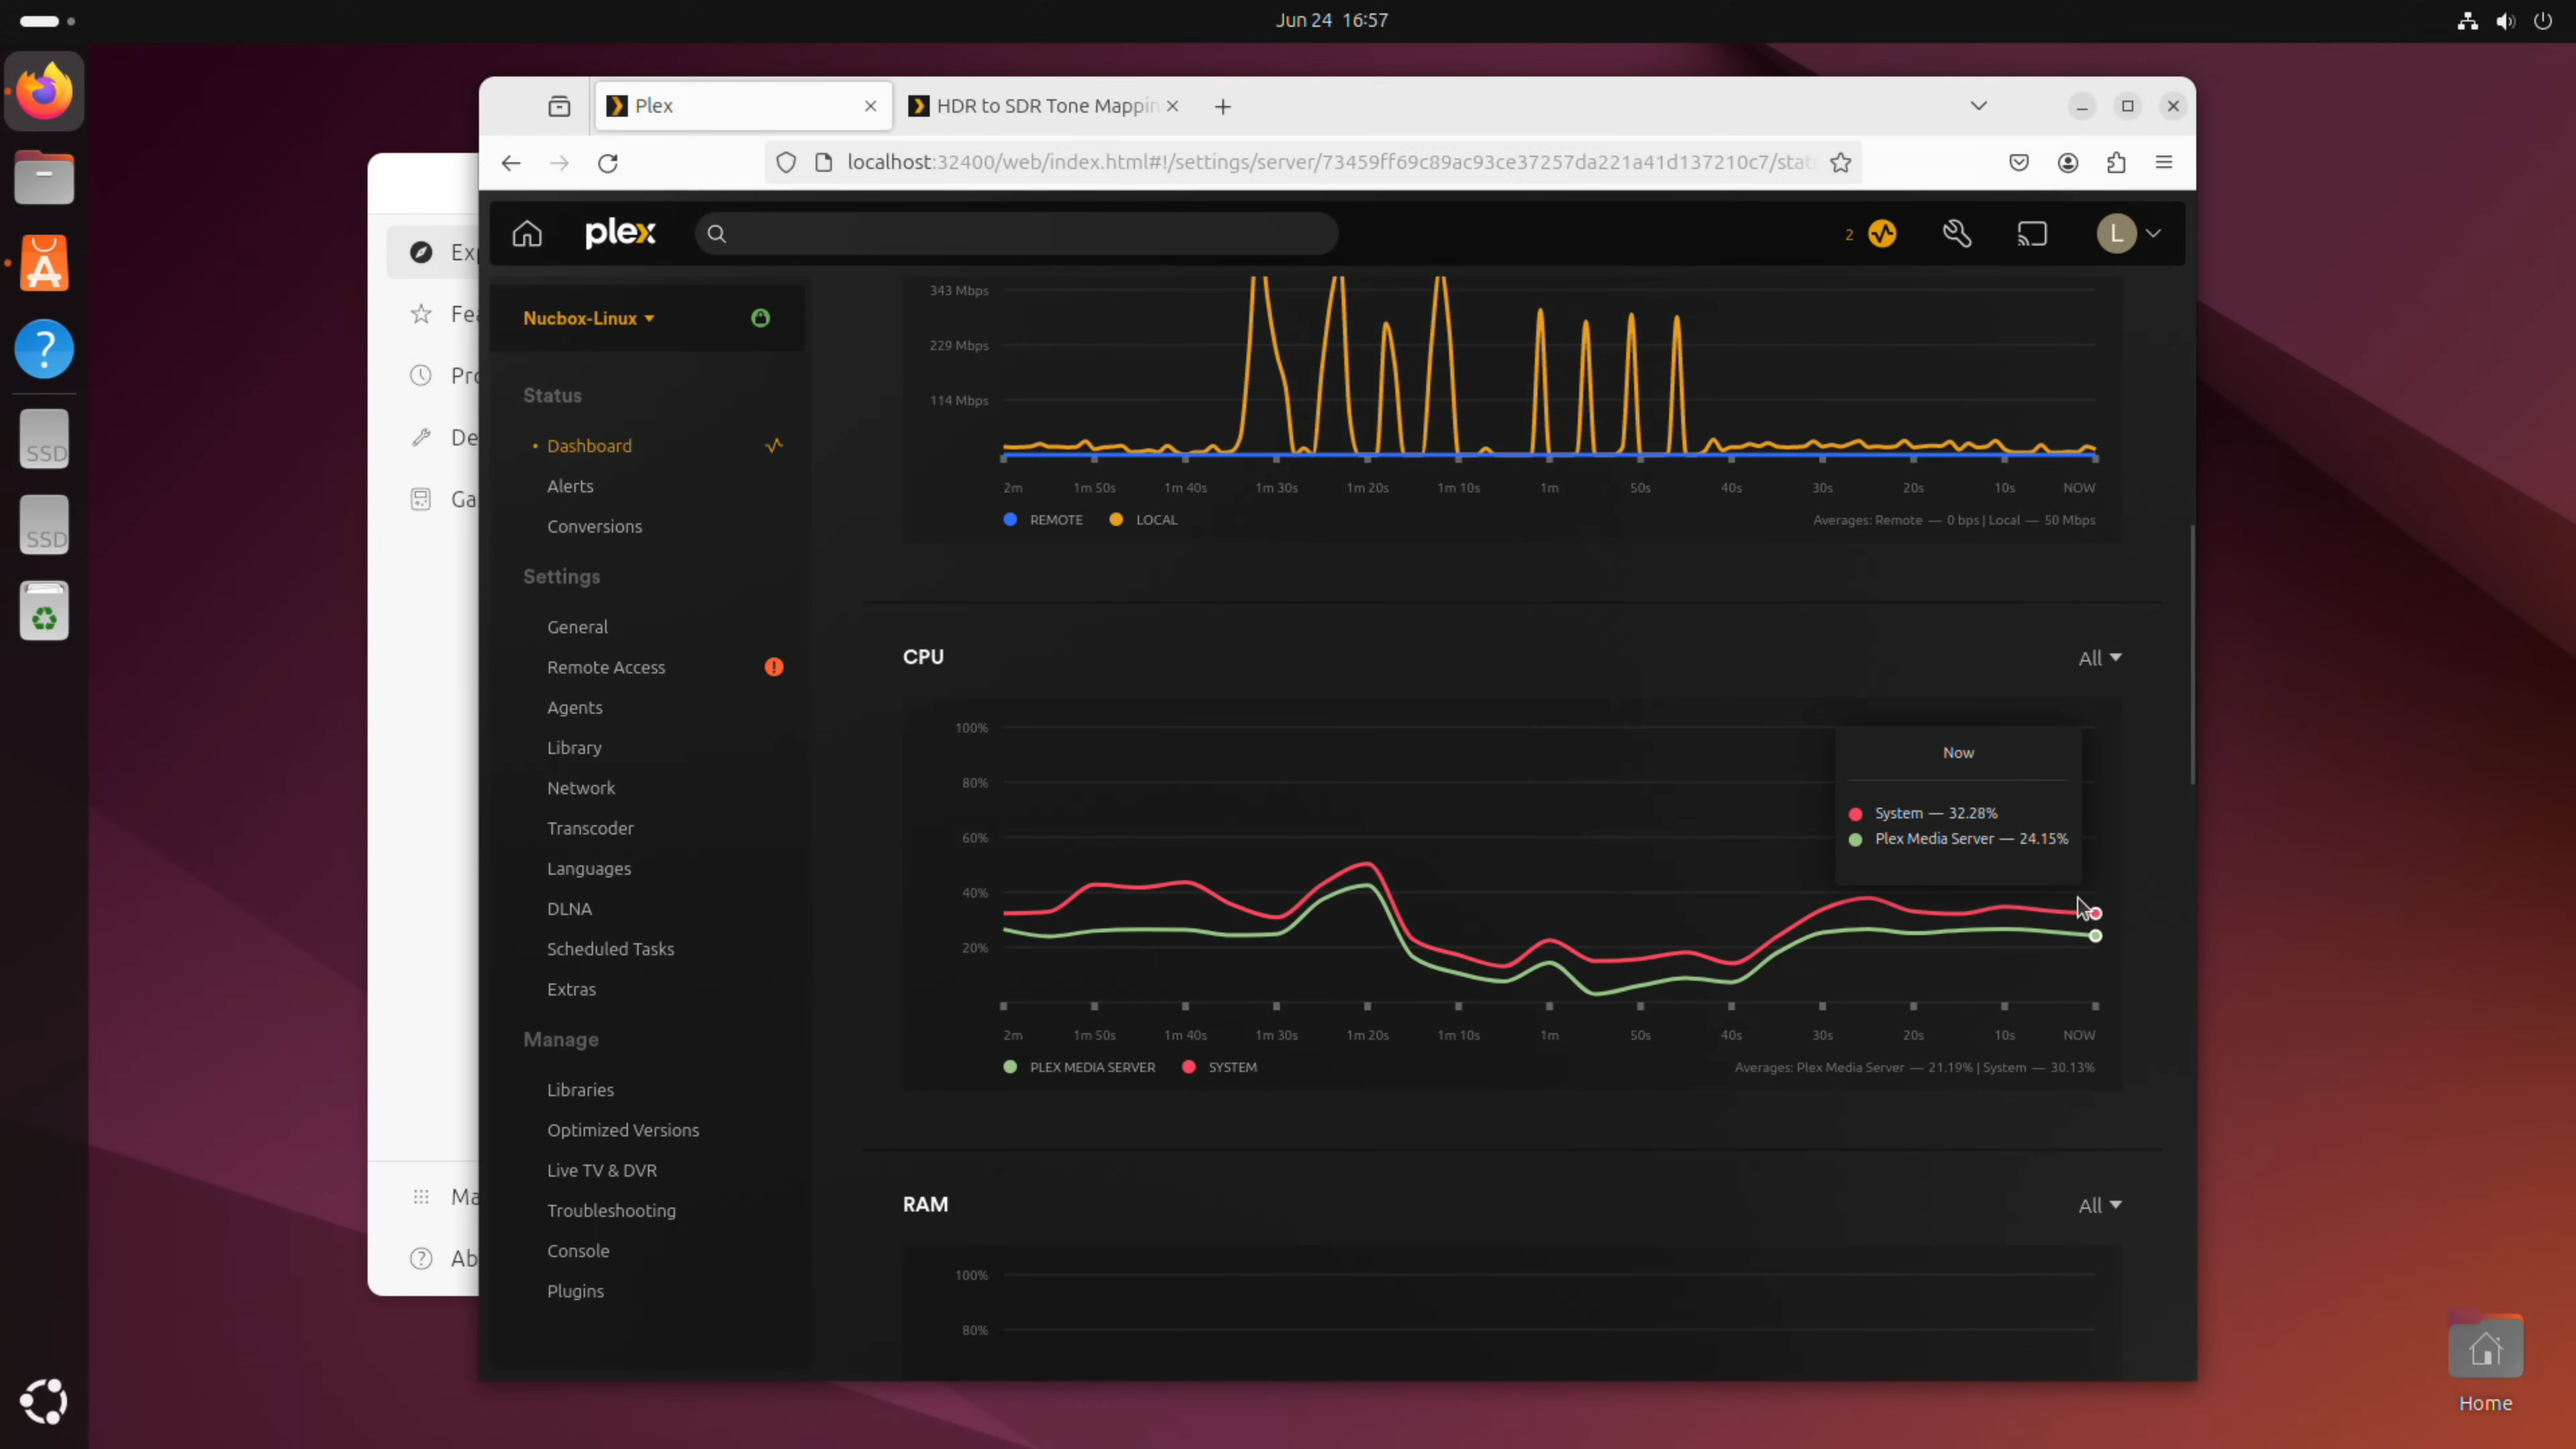 Jun 24 16:57
Plex
HDR to SDR Tone Mappin
localhost:32400/web/index.html#!/settings/server/73459ff69c89ac93ce37257da221a41d137210c7/stat
plex
2
L
Exp
Fea
Pro
De
Ga
Ma
Ab
SSD
SSD
Nucbox-Linux
Status
Dashboard
Alerts
Conversions
Settings
General
Remote Access
Agents
Library
Network
Transcoder
Languages
DLNA
Scheduled Tasks
Extras
Manage
Libraries
Optimized Versions
Live TV & DVR
Troubleshooting
Console
Plugins
343 Mbps
229 Mbps
114 Mbps
2m 1m 50s 1m 40s 1m 30s 1m 20s 1m 10s 1m 50s 40s 30s 20s 10s NOW
REMOTE LOCAL Averages: Remote — 0 bps | Local — 50 Mbps
CPU All
100%
80%
60%
40%
20%
Now
System — 32.28%
Plex Media Server — 24.15%
2m 1m 50s 1m 40s 1m 30s 1m 20s 1m 10s 1m 50s 40s 30s 20s 10s NOW
PLEX MEDIA SERVER SYSTEM Averages: Plex Media Server — 21.19% | System — 30.13%
RAM All
100%
80%
Home